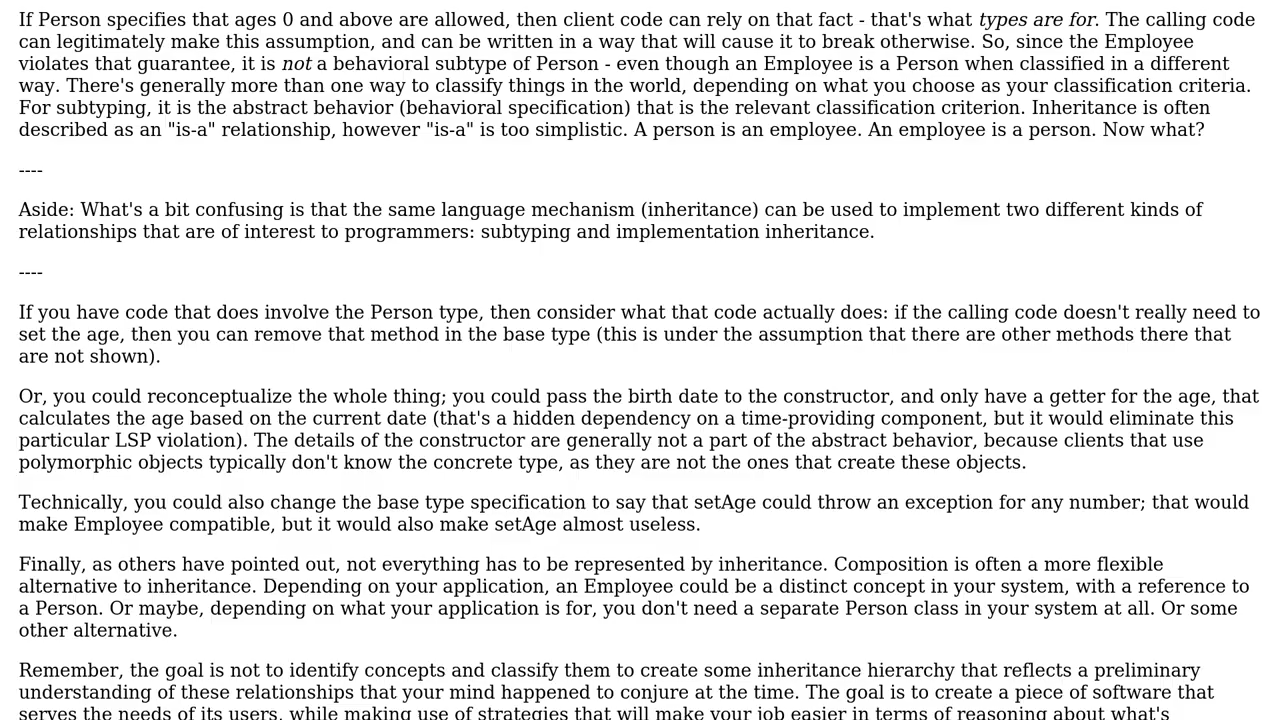 If Person specifies that ages 0 and above are allowed, then client code can rely on that fact - that's what types are for. The calling code
can legitimately make this assumption, and can be written in a way that will cause it to break otherwise. So, since the Employee
violates that guarantee, it is not a behavioral subtype of Person - even though an Employee is a Person when classified in a different
way. There's generally more than one way to classify things in the world, depending on what you choose as your classification criteria.
For subtyping, it is the abstract behavior (behavioral specification) that is the relevant classification criterion. Inheritance is often
described as an "is-a" relationship, however "is-a" is too simplistic. A person is an employee. An employee is a person. Now what?
----
Aside: What's a bit confusing is that the same language mechanism (inheritance) can be used to implement two different kinds of
relationships that are of interest to programmers: subtyping and implementation inheritance.
----
If you have code that does involve the Person type, then consider what that code actually does: if the calling code doesn't really need to
set the age, then you can remove that method in the base type (this is under the assumption that there are other methods there that
are not shown).
Or, you could reconceptualize the whole thing; you could pass the birth date to the constructor, and only have a getter for the age, that
calculates the age based on the current date (that's a hidden dependency on a time-providing component, but it would eliminate this
particular LSP violation). The details of the constructor are generally not a part of the abstract behavior, because clients that use
polymorphic objects typically don't know the concrete type, as they are not the ones that create these objects.
Technically, you could also change the base type specification to say that setAge could throw an exception for any number; that would
make Employee compatible, but it would also make setAge almost useless.
Finally, as others have pointed out, not everything has to be represented by inheritance. Composition is often a more flexible
alternative to inheritance. Depending on your application, an Employee could be a distinct concept in your system, with a reference to
a Person. Or maybe, depending on what your application is for, you don't need a separate Person class in your system at all. Or some
other alternative.
Remember, the goal is not to identify concepts and classify them to create some inheritance hierarchy that reflects a preliminary
understanding of these relationships that your mind happened to conjure at the time. The goal is to create a piece of software that
serves the needs of its users, while making use of strategies that will make your job easier in terms of reasoning about what's